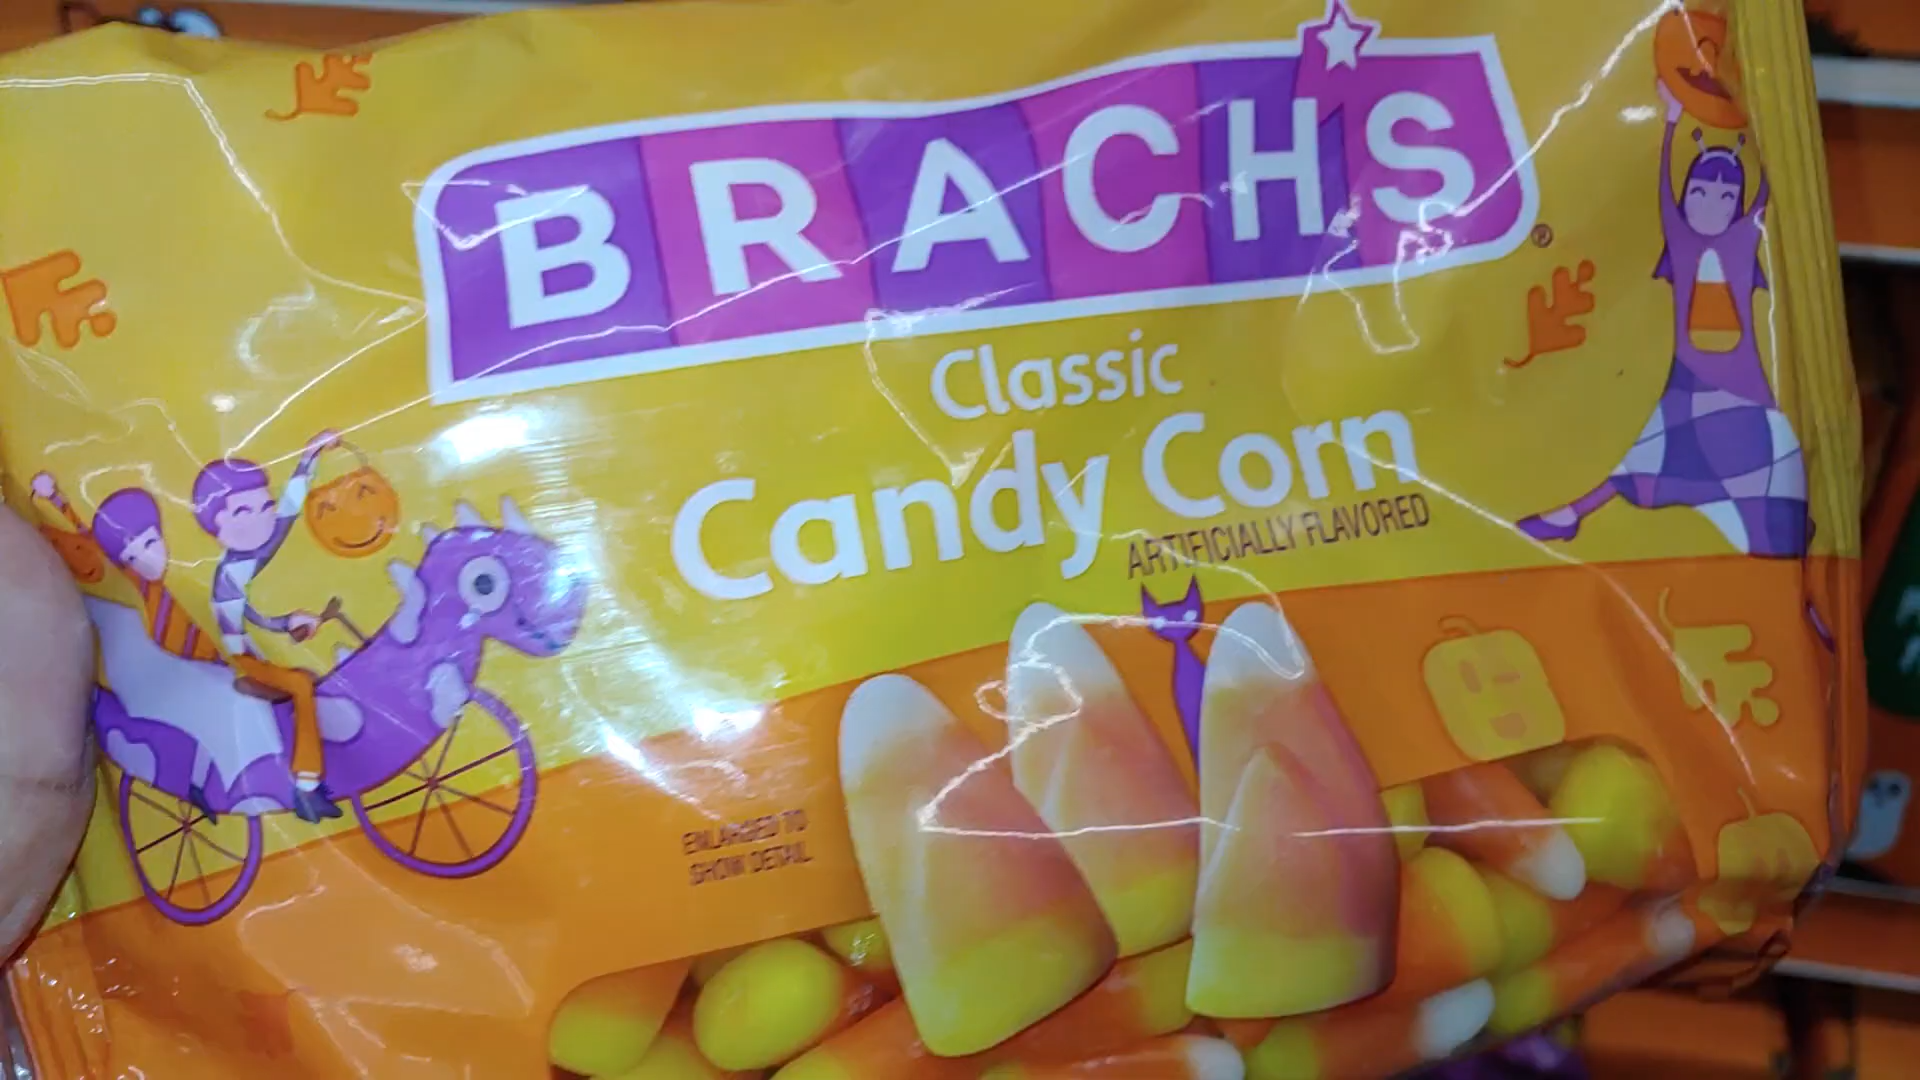 BRACH'S®
Classic
Candy Corn
ARTIFICIALLY FLAVORED
ENLARGED TO
SHOW DETAIL